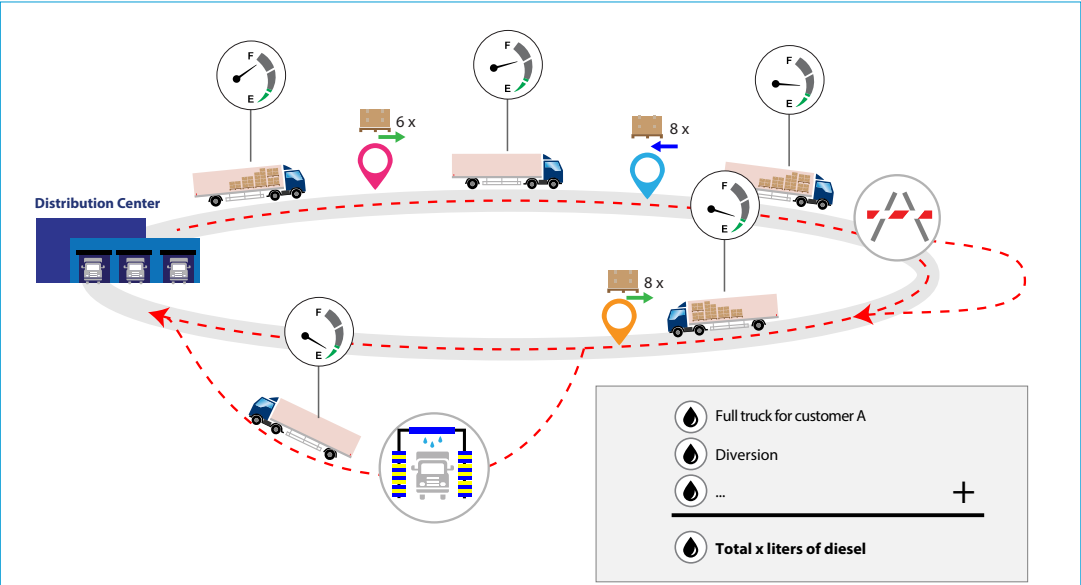 F
E
F
E
F
E
6 x
8 x
F
E
Distribution Center
8 x
F
E
Full truck for customer A
Diversion
...
+
Total x liters of diesel